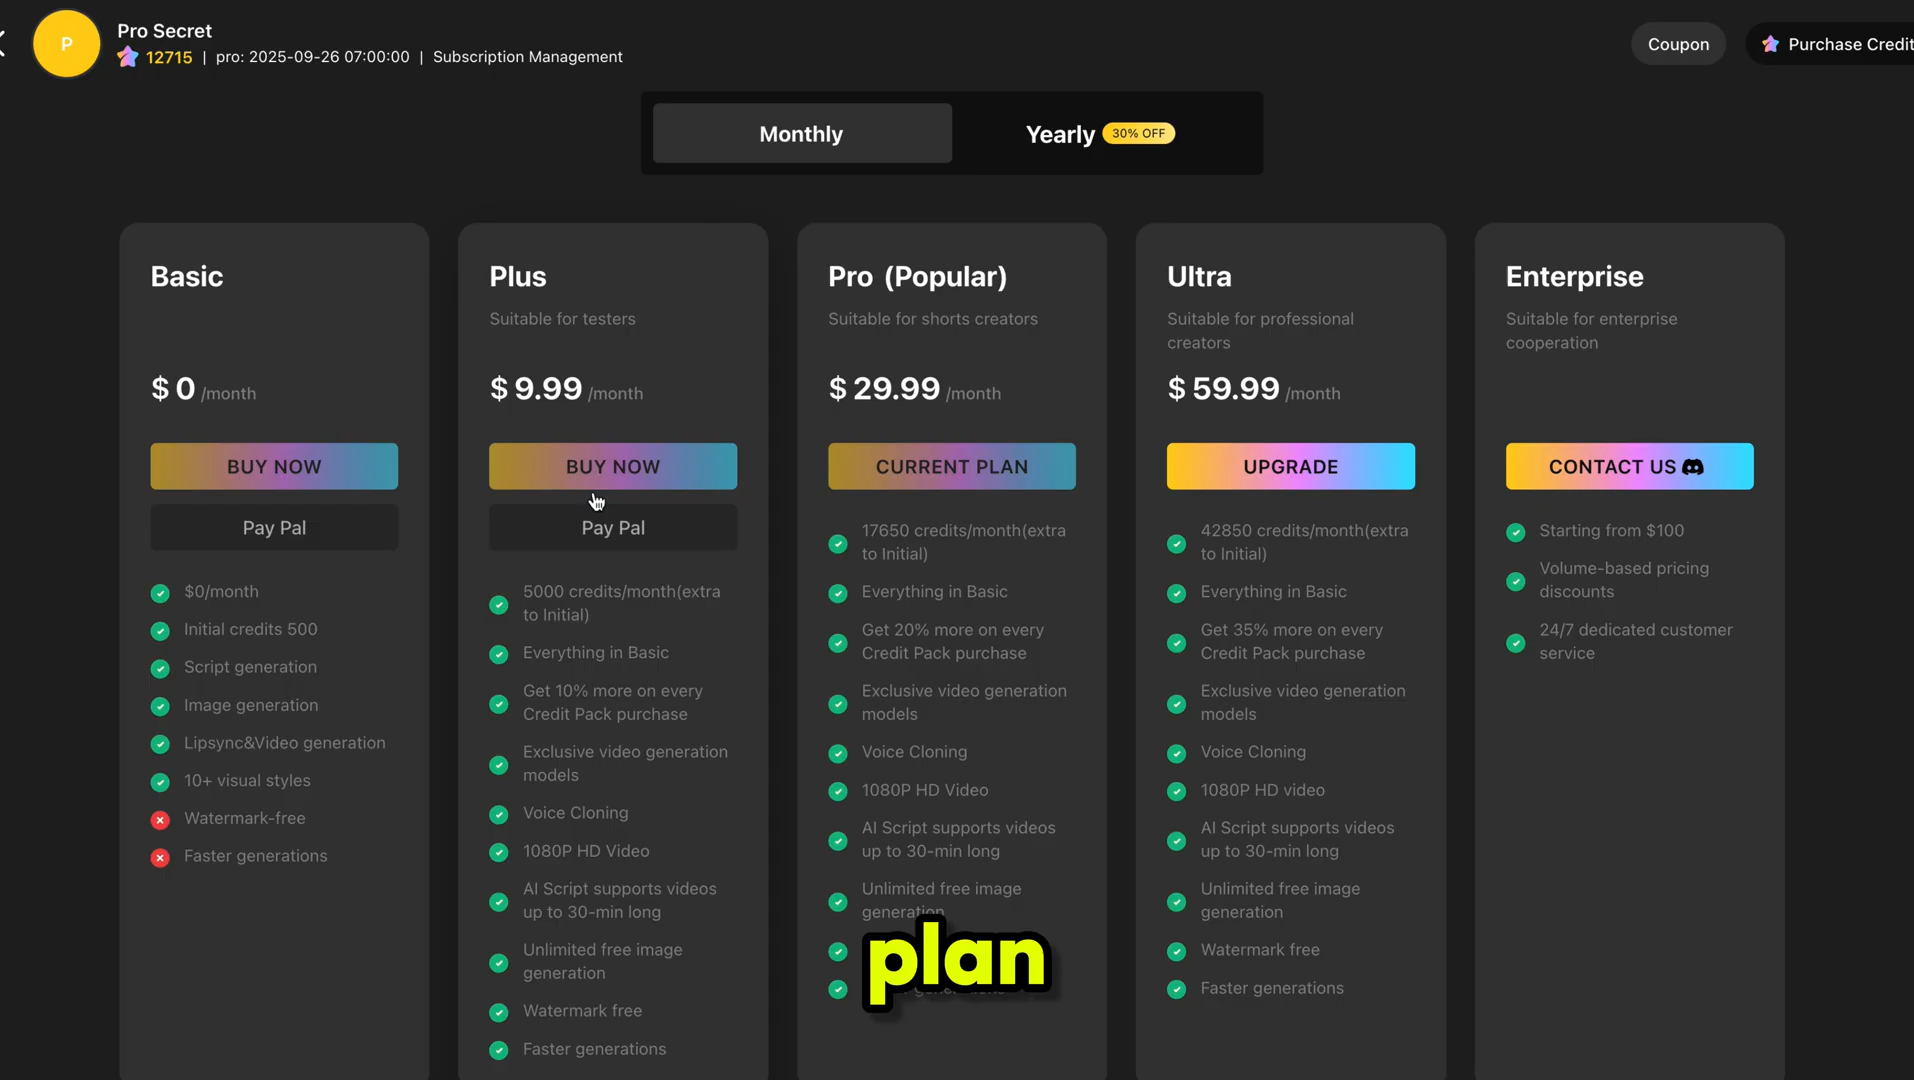 P
Pro Secret
12715 | pro: 2025-09-26 07:00:00 | Subscription Management
Coupon
Purchase Credit
Monthly
Yearly 30% OFF
Basic
$ 0 /month
BUY NOW
Pay Pal
$0/month
Initial credits 500
Script generation
Image generation
Lipsync&Video generation
10+ visual styles
Watermark-free
Faster generations
Plus
Suitable for testers
$ 9.99 /month
BUY NOW
Pay Pal
5000 credits/month(extra
to Initial)
Everything in Basic
Get 10% more on every
Credit Pack purchase
Exclusive video generation
models
Voice Cloning
1080P HD Video
AI Script supports videos
up to 30-min long
Unlimited free image
generation
Watermark free
Faster generations
Pro (Popular)
Suitable for shorts creators
$ 29.99 /month
CURRENT PLAN
17650 credits/month(extra
to Initial)
Everything in Basic
Get 20% more on every
Credit Pack purchase
Exclusive video generation
models
Voice Cloning
1080P HD Video
AI Script supports videos
up to 30-min long
Unlimited free image
generation
plan
Ultra
Suitable for professional
creators
$ 59.99 /month
UPGRADE
42850 credits/month(extra
to Initial)
Everything in Basic
Get 35% more on every
Credit Pack purchase
Exclusive video generation
models
Voice Cloning
1080P HD video
AI Script supports videos
up to 30-min long
Unlimited free image
generation
Watermark free
Faster generations
Enterprise
Suitable for enterprise
cooperation
CONTACT US
Starting from $100
Volume-based pricing
discounts
24/7 dedicated customer
service